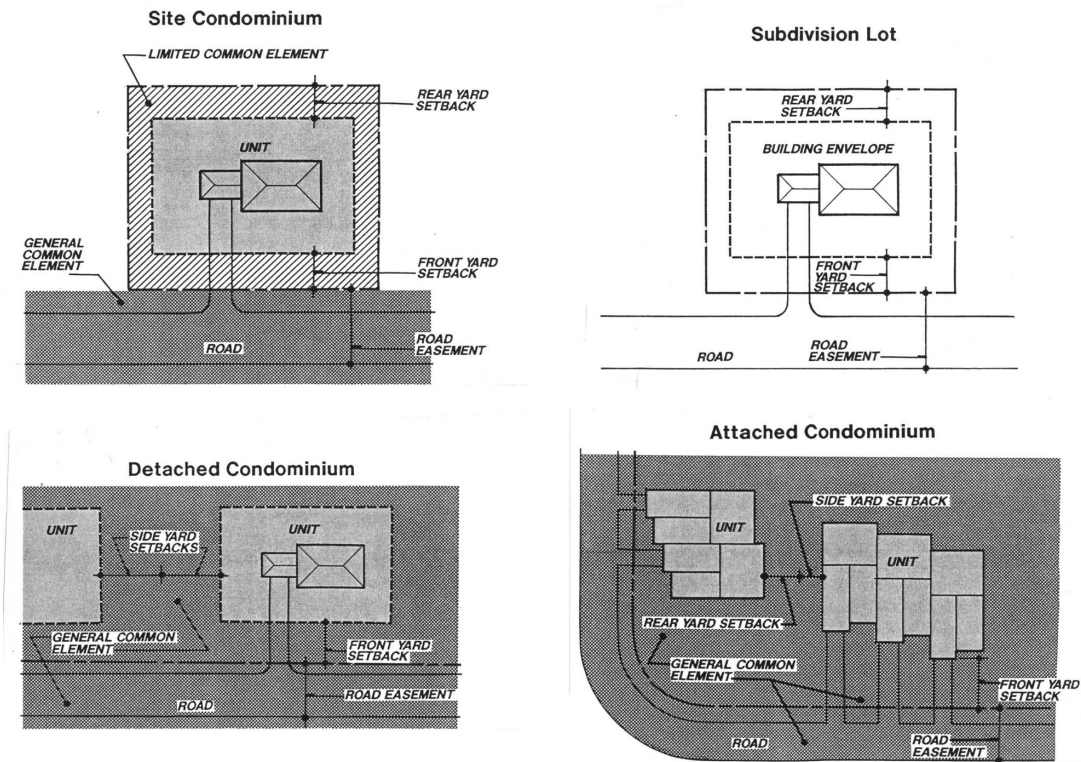 Site Condominium
LIMITED COMMON ELEMENT
REAR YARD
SETBACK
UNIT
GENERAL
COMMON
ELEMENT
FRONT YARD
SETBACK
ROAD
ROAD
EASEMENT
Subdivision Lot
REAR YARD
SETBACK
BUILDING ENVELOPE
FRONT
YARD
SETBACK
ROAD
ROAD
EASEMENT
Detached Condominium
UNIT
SIDE YARD
SETBACKS
UNIT
GENERAL COMMON
ELEMENT
FRONT YARD
SETBACK
ROAD EASEMENT
ROAD
Attached Condominium
SIDE YARD SETBACK
UNIT
UNIT
REAR YARD SETBACK
GENERAL COMMON
ELEMENT
FRONT YARD
SETBACK
ROAD
ROAD
EASEMENT